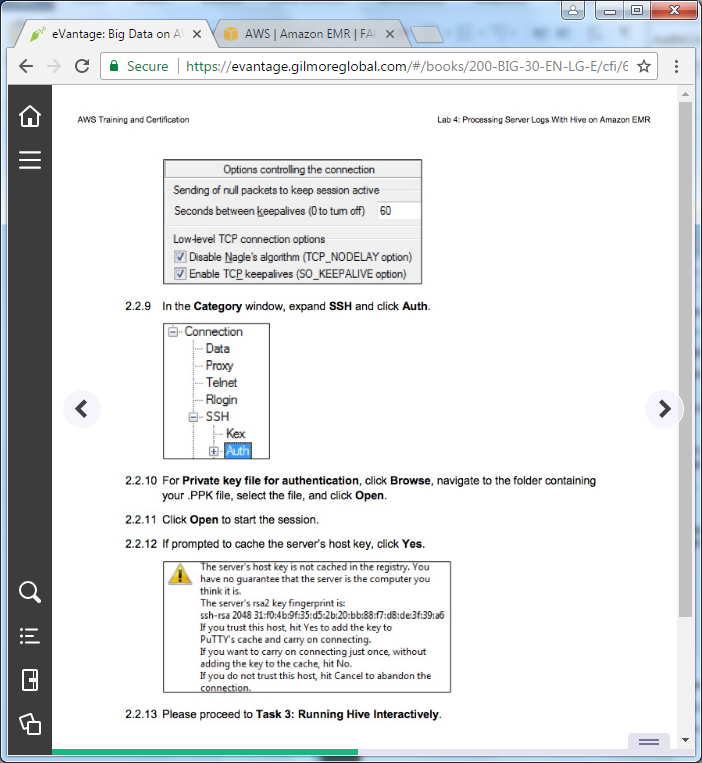 eVantage: Big Data on A
AWS | Amazon EMR | FAQ
Secure
https://evantage.gilmoreglobal.com/#/books/200-BIG-30-EN-LG-E/cfi/6
AWS Training and Certification
Lab 4: Processing Server Logs With Hive on Amazon EMR
Options controlling the connection
Sending of null packets to keep session active
Seconds between keepalives (0 to turn off) 60
Low-level TCP connection options
Disable Nagle's algorithm (TCP_NODELAY option)
Enable TCP keepalives (SO_KEEPALIVE option)
2.2.9 In the Category window, expand SSH and click Auth.
Connection
Data
Proxy
Telnet
Rlogin
SSH
Kex
Auth
2.2.10 For Private key file for authentication, click Browse, navigate to the folder containing
your .PPK file, select the file, and click Open.
2.2.11 Click Open to start the session.
2.2.12 If prompted to cache the server's host key, click Yes.
The server's host key is not cached in the registry. You
have no guarantee that the server is the computer you
think it is.
The server's rsa2 key fingerprint is:
ssh-rsa 2048 31:f0:4b:9f:35:d5:2b:20:bb:88:f7:d8:de:3f:39:a6
If you trust this host, hit Yes to add the key to
PuTTY's cache and carry on connecting.
If you want to carry on connecting just once, without
adding the key to the cache, hit No.
If you do not trust this host, hit Cancel to abandon the
connection.
2.2.13 Please proceed to Task 3: Running Hive Interactively.